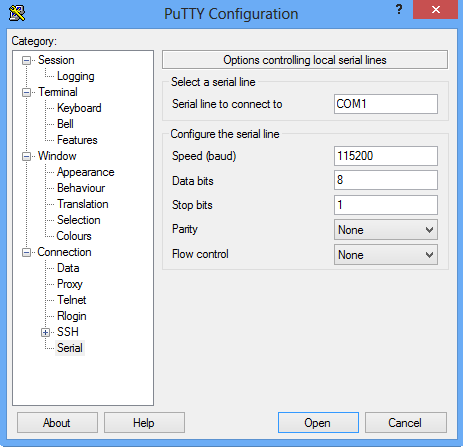 PuTTY Configuration
?
Category:
Session
Logging
Terminal
Keyboard
Bell
Features
Window
Appearance
Behaviour
Translation
Selection
Colours
Connection
Data
Proxy
Telnet
Rlogin
SSH
Serial
Options controlling local serial lines
Select a serial line
Serial line to connect to COM1
Configure the serial line
Speed (baud) 115200
Data bits 8
Stop bits 1
Parity None
Flow control None
About Help Open Cancel